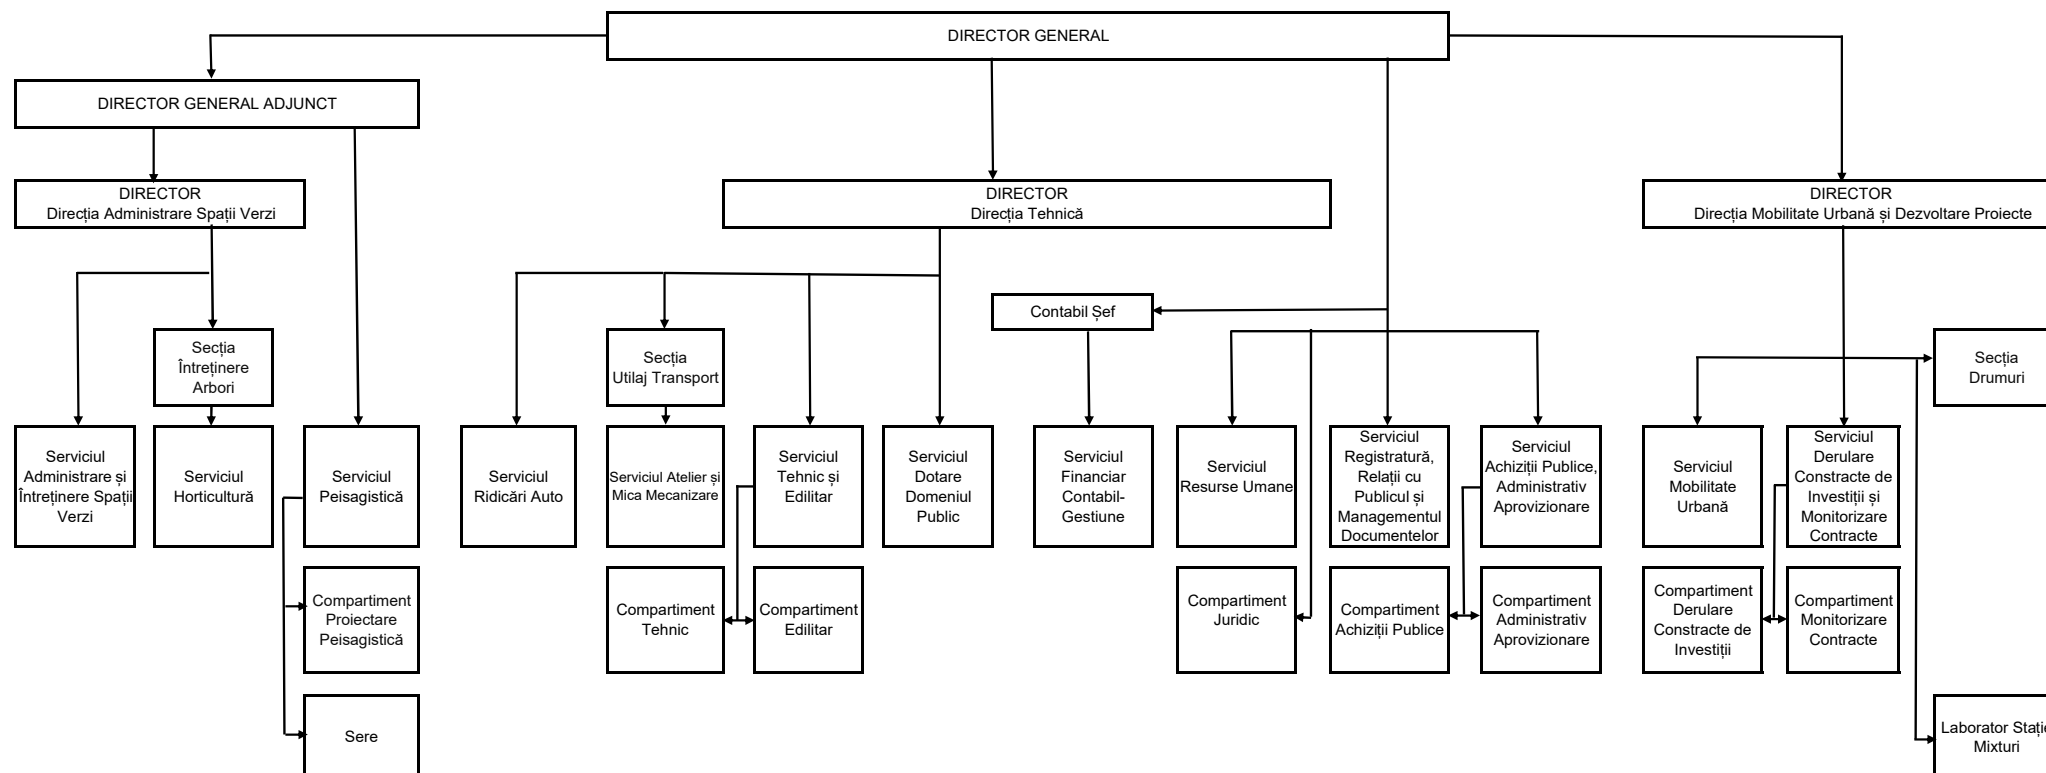 DIRECTOR GENERAL
DIRECTOR GENERAL ADJUNCT
DIRECTOR
Direcția Administrare Spații Verzi
DIRECTOR
Direcția Tehnică
DIRECTOR
Direcția Mobilitate Urbană și Dezvoltare Proiecte
Contabil Șef
Secția
Întreținere
Arbori
Secția
Utilaj Transport
Secția
Drumuri
Serviciul
Administrare și
Întreținere Spații
Verzi
Serviciul
Horticultură
Serviciul
Peisagistică
Serviciul
Ridicări Auto
Serviciul Atelier și
Mica Mecanizare
Serviciul
Tehnic și
Edilitar
Serviciul
Dotare
Domeniul
Public
Serviciul
Financiar
Contabil-
Gestiune
Serviciul
Resurse Umane
Serviciul
Registratură,
Relații cu
Publicul și
Managementul
Documentelor
Serviciul
Achiziții Publice,
Administrativ
Aprovizionare
Serviciul
Mobilitate
Urbană
Serviciul
Derulare
Constracte de
Investiții și
Monitorizare
Contracte
Compartiment
Proiectare
Peisagistică
Compartiment
Tehnic
Compartiment
Edilitar
Compartiment
Juridic
Compartiment
Achiziții Publice
Compartiment
Administrativ
Aprovizionare
Compartiment
Derulare
Constracte de
Investiții
Compartiment
Monitorizare
Contracte
Sere
Laborator Stație
Mixturi